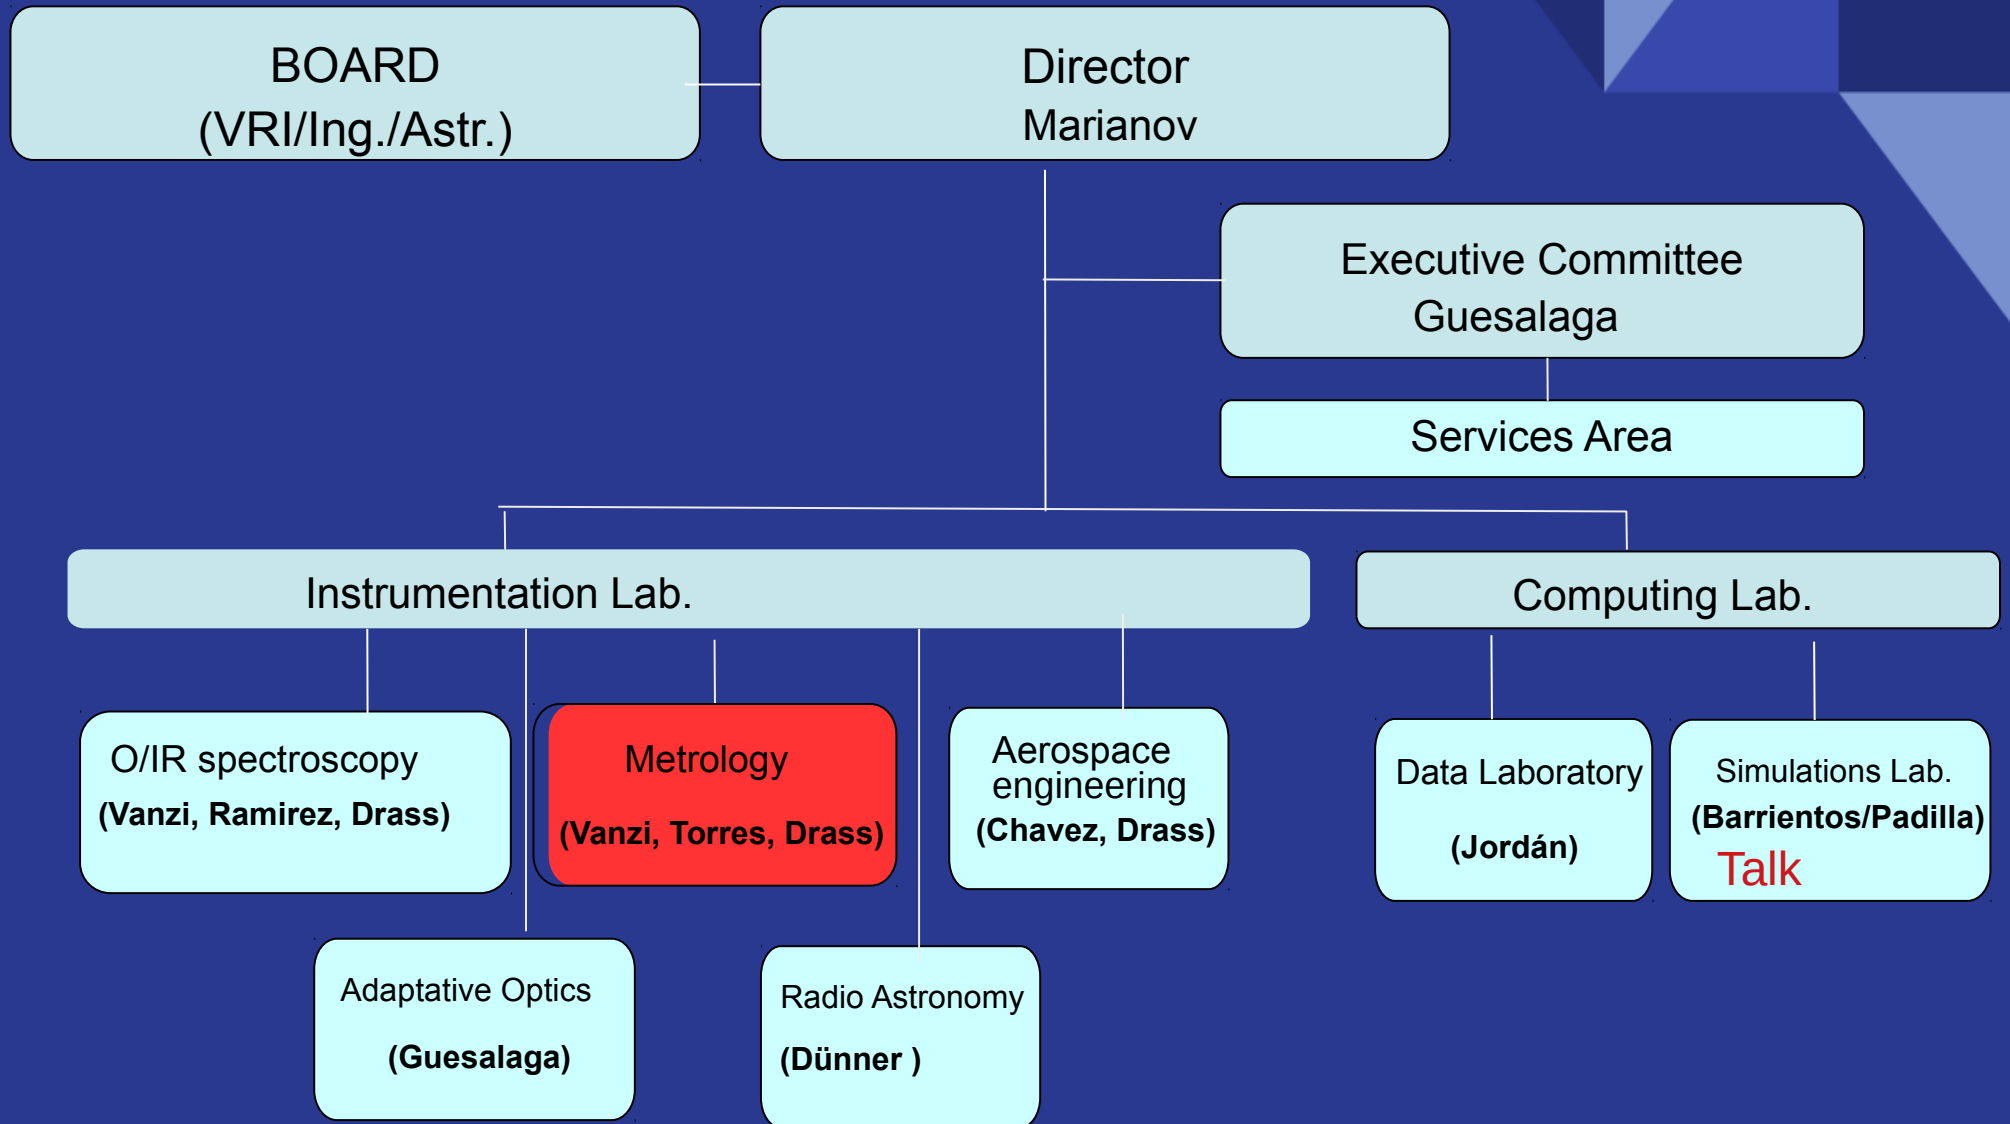 BOARD
(VRI/Ing./Astr.)
Director
Marianov
Executive Committee
Guesalaga
Services Area
Instrumentation Lab.
Computing Lab.
O/IR spectroscopy
(Vanzi, Ramirez, Drass)
Metrology
(Vanzi, Torres, Drass)
Aerospace
engineering
(Chavez, Drass)
Data Laboratory
(Jordán)
Simulations Lab.
(Barrientos/Padilla)
Talk
Adaptative Optics
(Guesalaga)
Radio Astronomy
(Dünner )